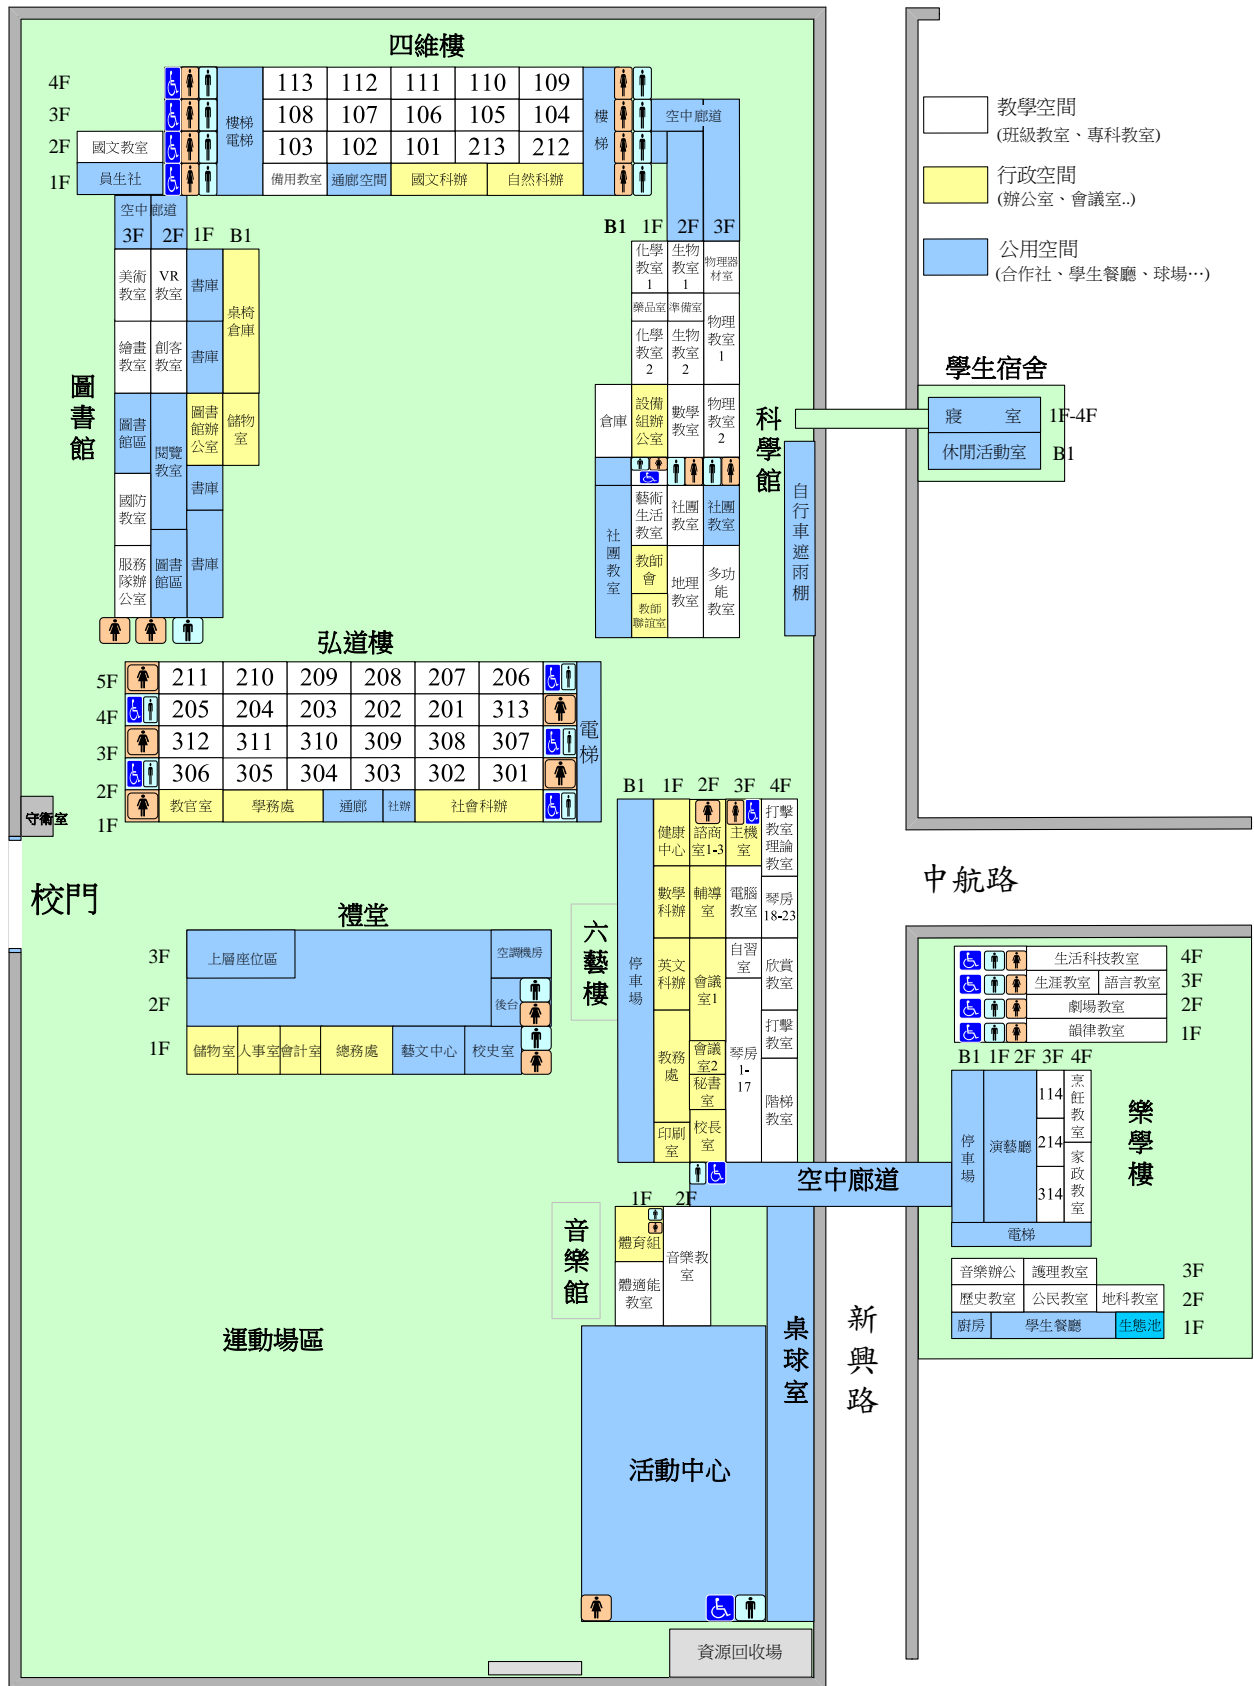 四維樓
4F
113 112 111 110 109
3F
108 107 106 105 104
樓梯
電梯
樓
梯
空中廊道
2F
國文教室
103 102 101 213 212
1F
員生社
備用教室 通廊空間 國文科辦 自然科辦
教學空間
(班級教室、專科教室)
行政空間
(辦公室、會議室..)
公用空間
(合作社、學生餐廳、球場…)
空中廊道
3F 2F 1F B1
美術
教室
VR
教室
書庫
桌椅
倉庫
繪畫
教室
創客
教室
書庫
圖
書
館
圖書
館區
閱覽
教室
圖書
館辦
公室
儲物
室
國防
教室
書庫
服務
隊辦
公室
圖書
館區
書庫
B1 1F 2F 3F
化學
教室
1
生物
教室
1
物理器
材室
藥品室
準備室
物理
教室
1
化學
教室
2
生物
教室
2
倉庫
設備
組辦
公室
數學
教室
物理
教室
2
科
學
館
社
團
教
室
藝術
生活
教室
社團
教室
社團
教室
教師
會
地理
教室
多功
能
教室
教師
聯誼室
自
行
車
遮
雨
棚
學生宿舍
寢 室
1F-4F
休閒活動室
B1
弘道樓
5F
211 210 209 208 207 206
4F
205 204 203 202 201 313
3F
312 311 310 309 308 307
2F
306 305 304 303 302 301
1F
教官室 學務處 通廊 社辦 社會科辦
電
梯
守衛室
校門
禮堂
3F
上層座位區
空調機房
2F
後台
1F
儲物室 人事室 會計室 總務處 藝文中心 校史室
六
藝
樓
B1 1F 2F 3F 4F
停
車
場
健康
中心
諮商
室1-3
主機
室
打擊
教室
理論
教室
數學
科辦
輔導
室
電腦
教室
琴房
18-23
英文
科辦
會議
室1
自習
室
欣賞
教室
打擊
教室
教務
處
會議
室2
琴房
1-
17
秘書
室
階梯
教室
印刷
室
校長
室
空中廊道
中航路
4F
生活科技教室
3F
生涯教室 語言教室
2F
劇場教室
1F
韻律教室
B1 1F 2F 3F 4F
停
車
場
演藝廳
114
214
314
烹
飪
教
室
家
政
教
室
樂
學
樓
電梯
音樂辦公 護理教室
3F
歷史教室 公民教室 地科教室
2F
廚房 學生餐廳 生態池
1F
音
樂
館
1F 2F
體育組
音樂教
室
體適能
教室
運動場區
桌
球
室
新
興
路
活動中心
資源回收場